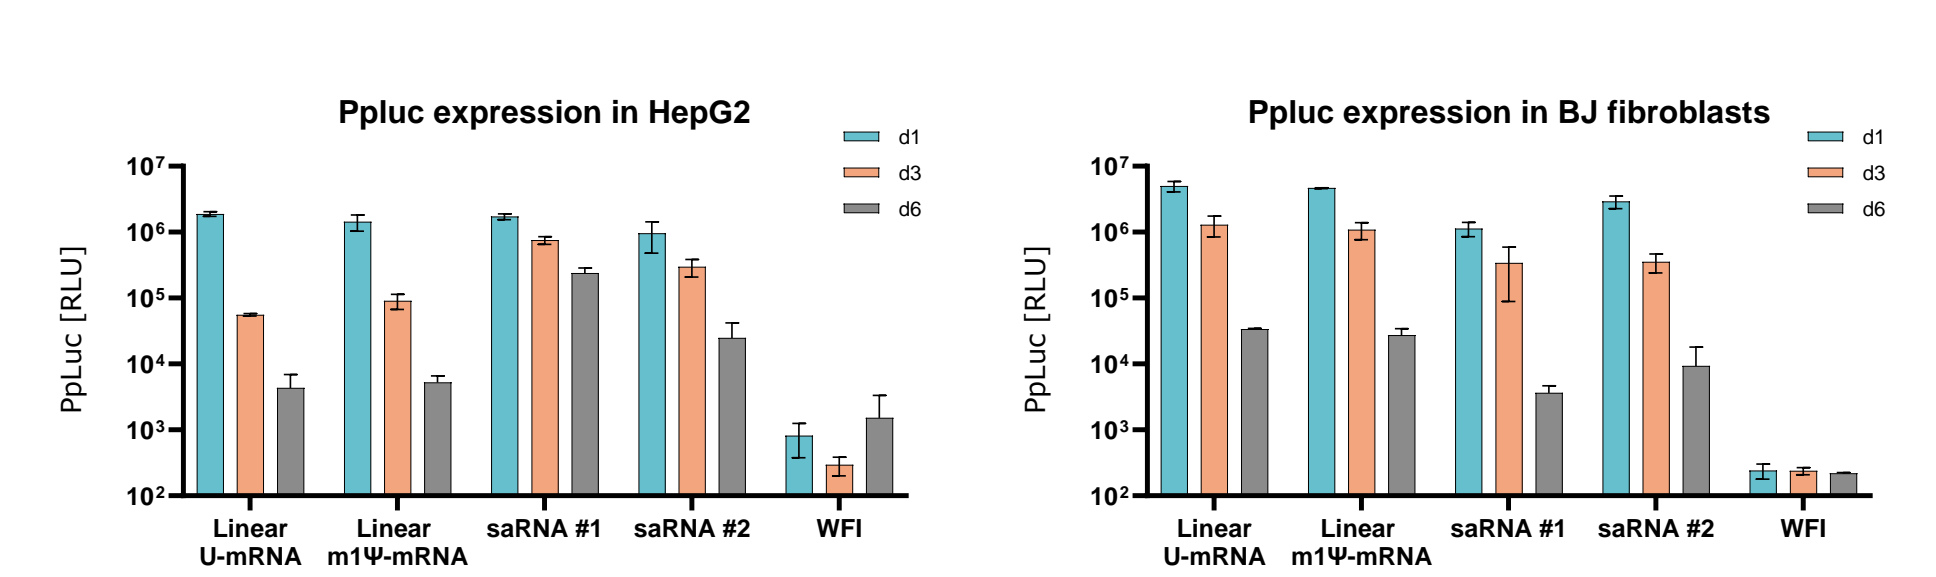 Ppluc expression in HepG2
d1
d3
d6
PpLuc [RLU]
10⁷
10⁶
10⁵
10⁴
10³
10²
Linear
U-mRNA
Linear
m1Ψ-mRNA
saRNA #1
saRNA #2
WFI
Ppluc expression in BJ fibroblasts
d1
d3
d6
PpLuc [RLU]
10⁷
10⁶
10⁵
10⁴
10³
10²
Linear
U-mRNA
Linear
m1Ψ-mRNA
saRNA #1
saRNA #2
WFI